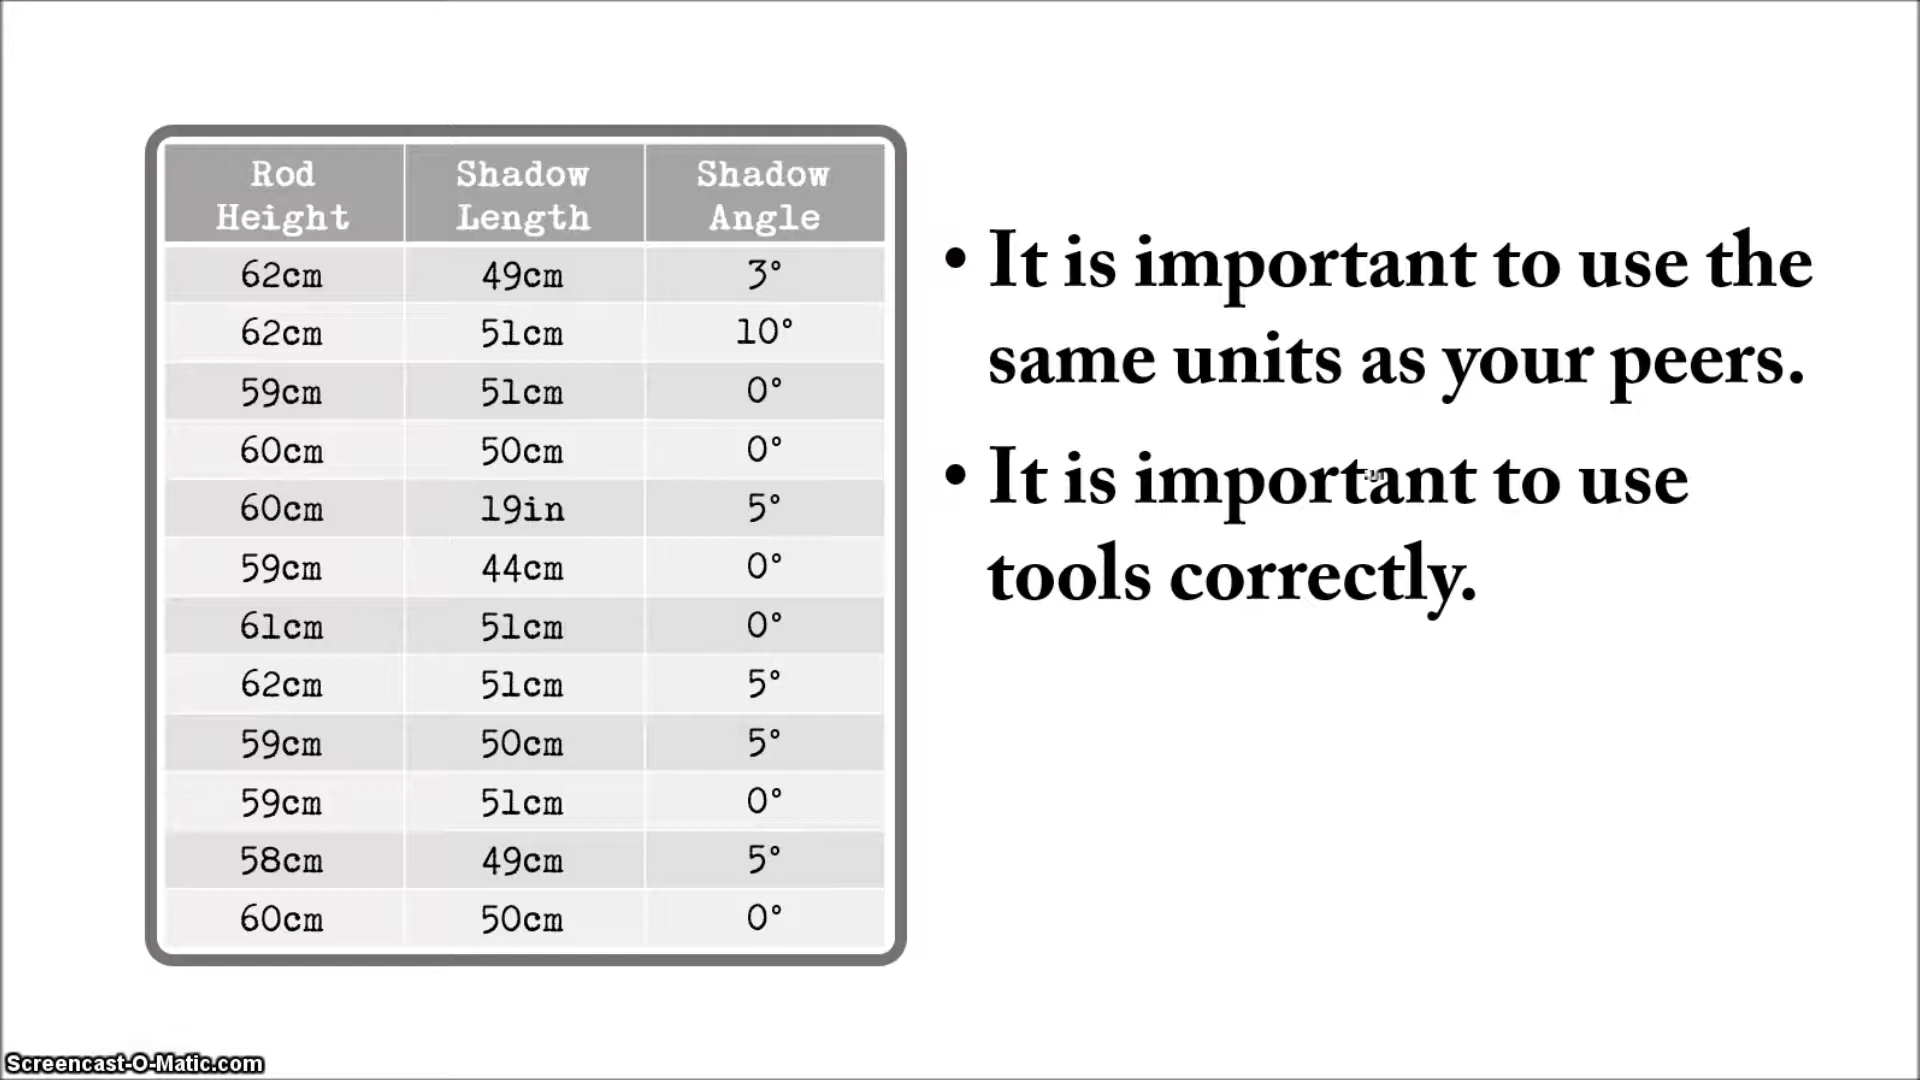 Rod Height Shadow Length Shadow Angle
62cm 49cm 3°
62cm 51cm 10°
59cm 51cm 0°
60cm 50cm 0°
60cm 19in 5°
59cm 44cm 0°
61cm 51cm 0°
62cm 51cm 5°
59cm 50cm 5°
59cm 51cm 0°
58cm 49cm 5°
60cm 50cm 0°
• It is important to use the
same units as your peers.
• It is important to use
tools correctly.
Screencast-O-Matic.com